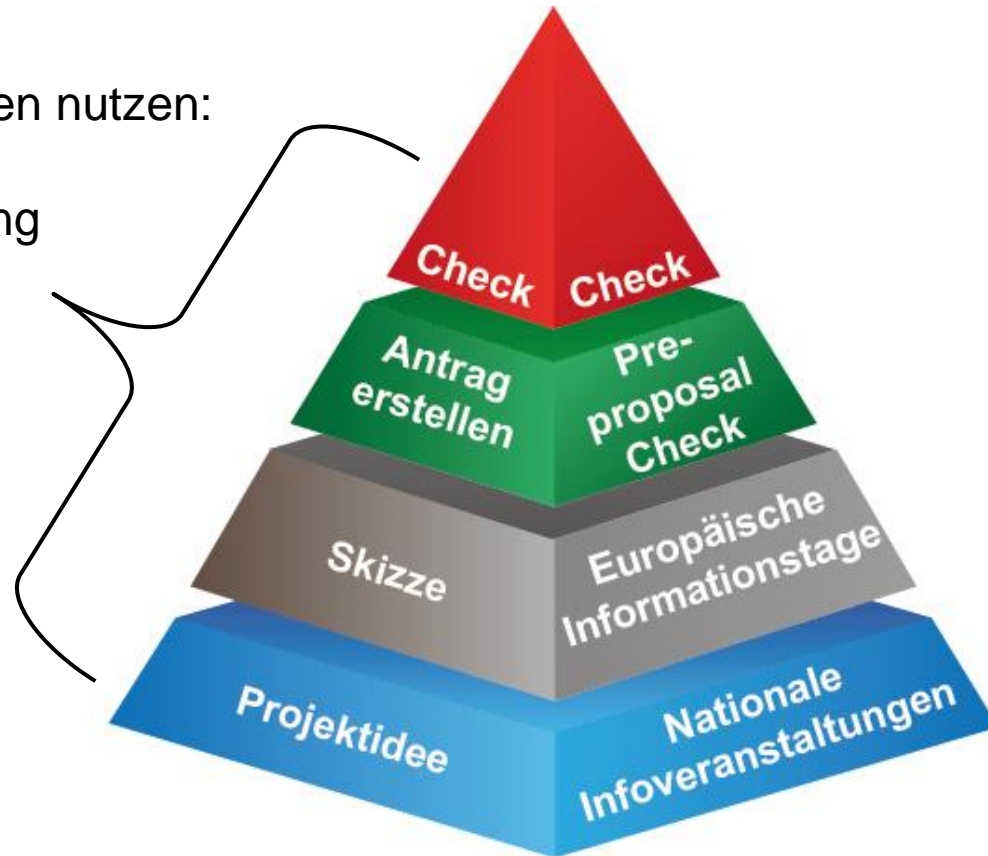 en nutzen:
ng
Check
Check
Antrag
erstellen
Pre-
proposal
Check
Skizze
Europäische
Informationstage
Projektidee
Nationale
Infoveranstaltungen